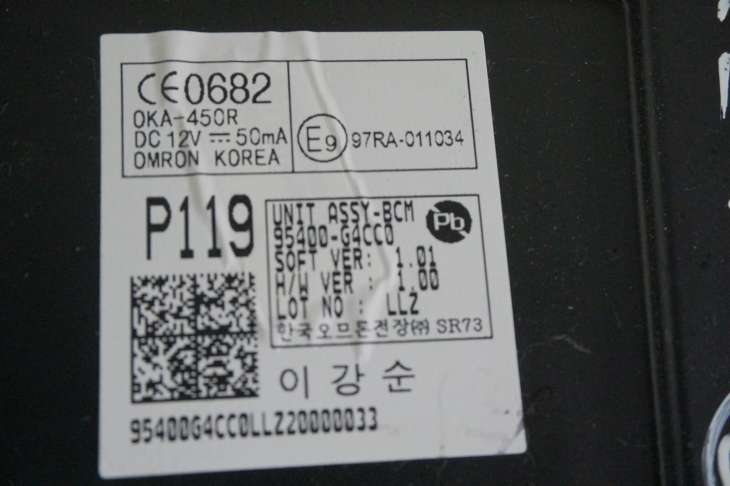 CE0682
OKA-450R
DC 12V ⎓ 50mA
OMRON KOREA
E9 97RA-011034
P119
UNIT ASSY-BCM
95400-G4CC0
SOFT VER: 1.01
H/W VER : 1.00
LOT NO : LLZ
한국오므론전장㈜ SR73
Pb
이강순
95400G4CC0LLZ20000033